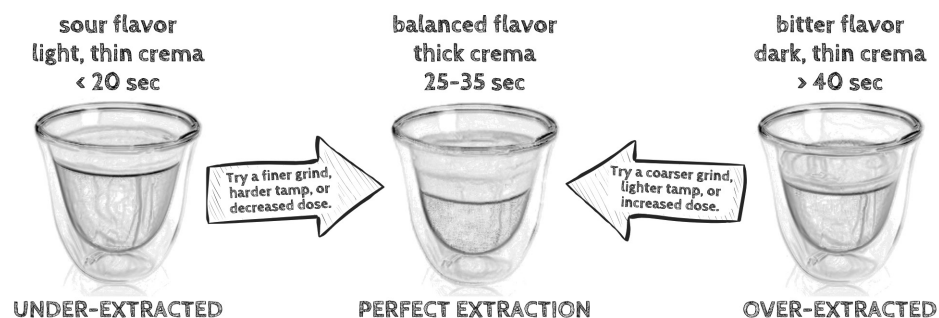 sour flavor
light, thin crema
< 20 sec
balanced flavor
thick crema
25-35 sec
bitter flavor
dark, thin crema
> 40 sec
Try a finer grind,
harder tamp, or
decreased dose.
Try a coarser grind,
lighter tamp, or
increased dose.
UNDER-EXTRACTED
PERFECT EXTRACTION
OVER-EXTRACTED